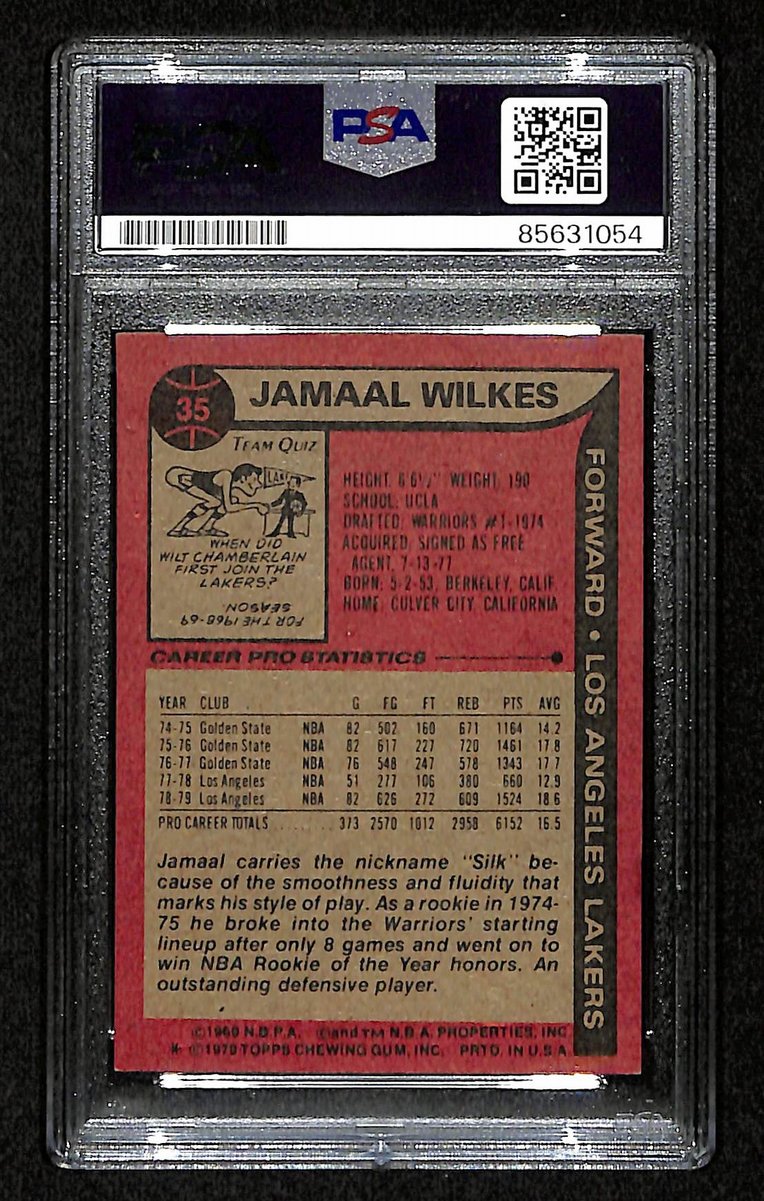 PSA
85631054
35
JAMAAL WILKES
FORWARD • LOS ANGELES LAKERS
TEAM QUIZ
LAKE
WHEN DID
WILT CHAMBERLAIN
FIRST JOIN THE
LAKERS?
FOR THE 1968-69
SEASON
HEIGHT: 6'6½" WEIGHT: 190
SCHOOL: UCLA
DRAFTED: WARRIORS #1-1974
ACQUIRED: SIGNED AS FREE
AGENT, 7-13-77
BORN: 5-2-53, BERKELEY, CALIF.
HOME: CULVER CITY, CALIFORNIA
CAREER PRO STATISTICS
YEAR CLUB G FG FT REB PTS AVG
74-75 Golden State NBA 82 502 160 671 1164 14.2
75-76 Golden State NBA 82 617 227 720 1461 17.8
76-77 Golden State NBA 76 548 247 578 1343 17.7
77-78 Los Angeles NBA 51 277 106 380 660 12.9
78-79 Los Angeles NBA 82 626 272 609 1524 18.6
PRO CAREER TOTALS ........ 373 2570 1012 2958 6152 16.5
Jamaal carries the nickname "Silk" be-
cause of the smoothness and fluidity that
marks his style of play. As a rookie in 1974-
75 he broke into the Warriors' starting
lineup after only 8 games and went on to
win NBA Rookie of the Year honors. An
outstanding defensive player.
N.B.P.A. © and TM N.B.A. PROPERTIES, INC
* © 1979 TOPPS CHEWING GUM, INC. PRTD. IN U.S.A